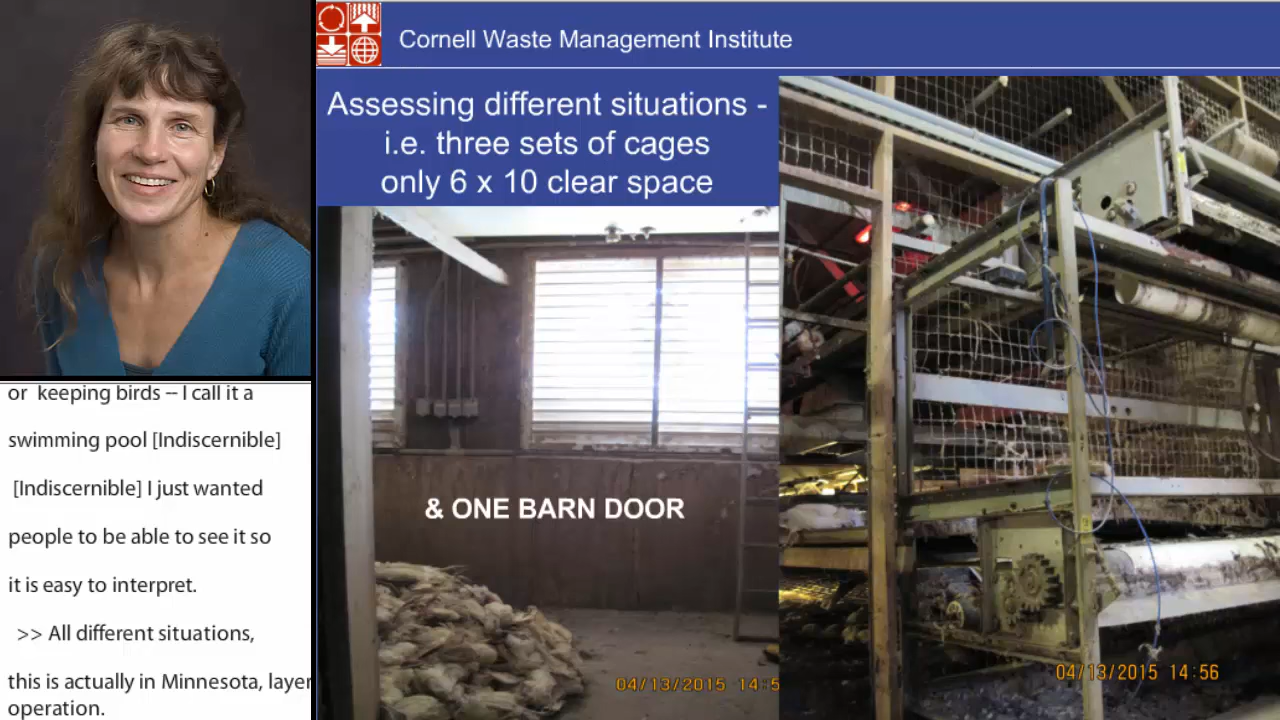 Cornell Waste Management Institute
Assessing different situations -
i.e. three sets of cages
only 6 x 10 clear space
& ONE BARN DOOR
04/13/2015 14:5
04/13/2015 14:56
or keeping birds -- I call it a
swimming pool [Indiscernible]
[Indiscernible] I just wanted
people to be able to see it so
it is easy to interpret.
>> All different situations,
this is actually in Minnesota, layer
operation.